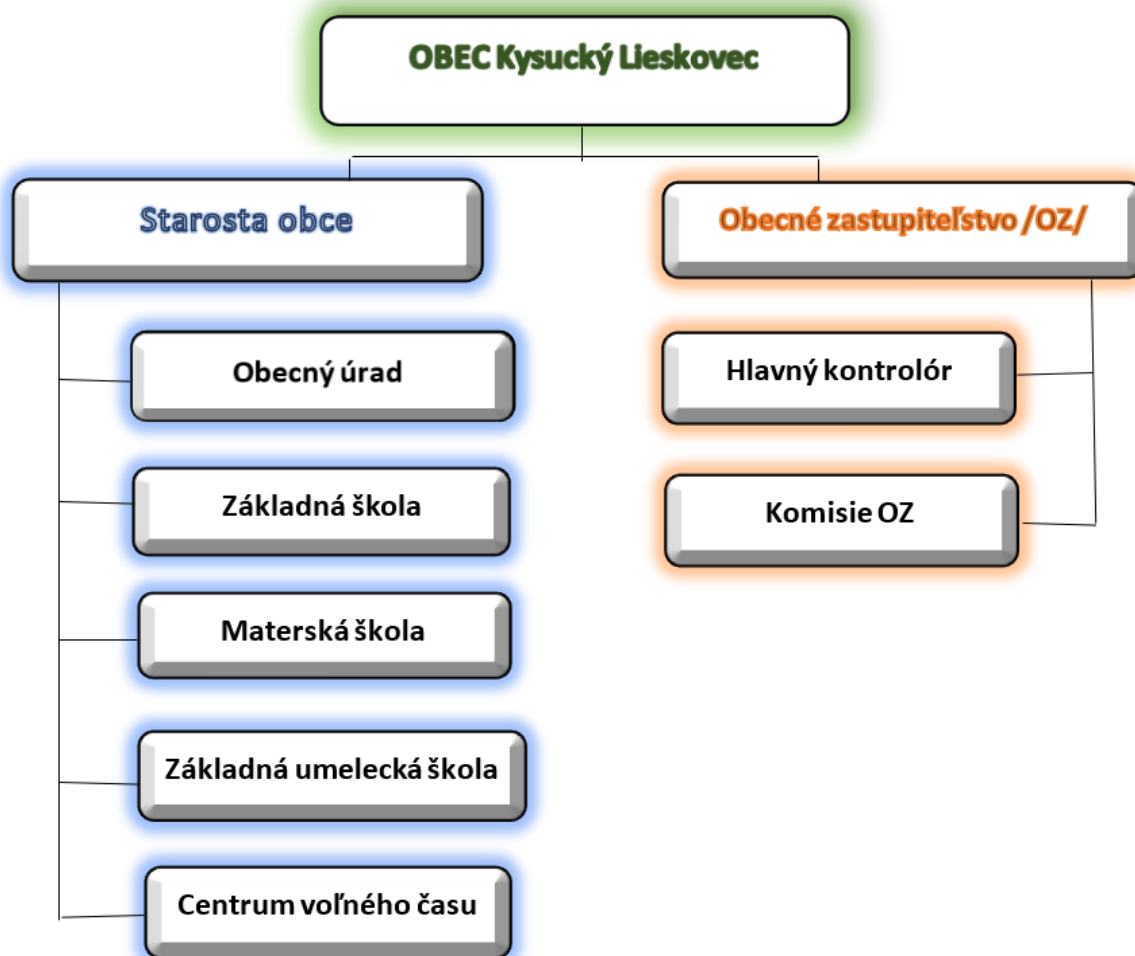 OBEC Kysucký Lieskovec
Starosta obce
Obecné zastupiteľstvo /OZ/
Obecný úrad
Hlavný kontrolór
Základná škola
Komisie OZ
Materská škola
Základná umelecká škola
Centrum voľného času